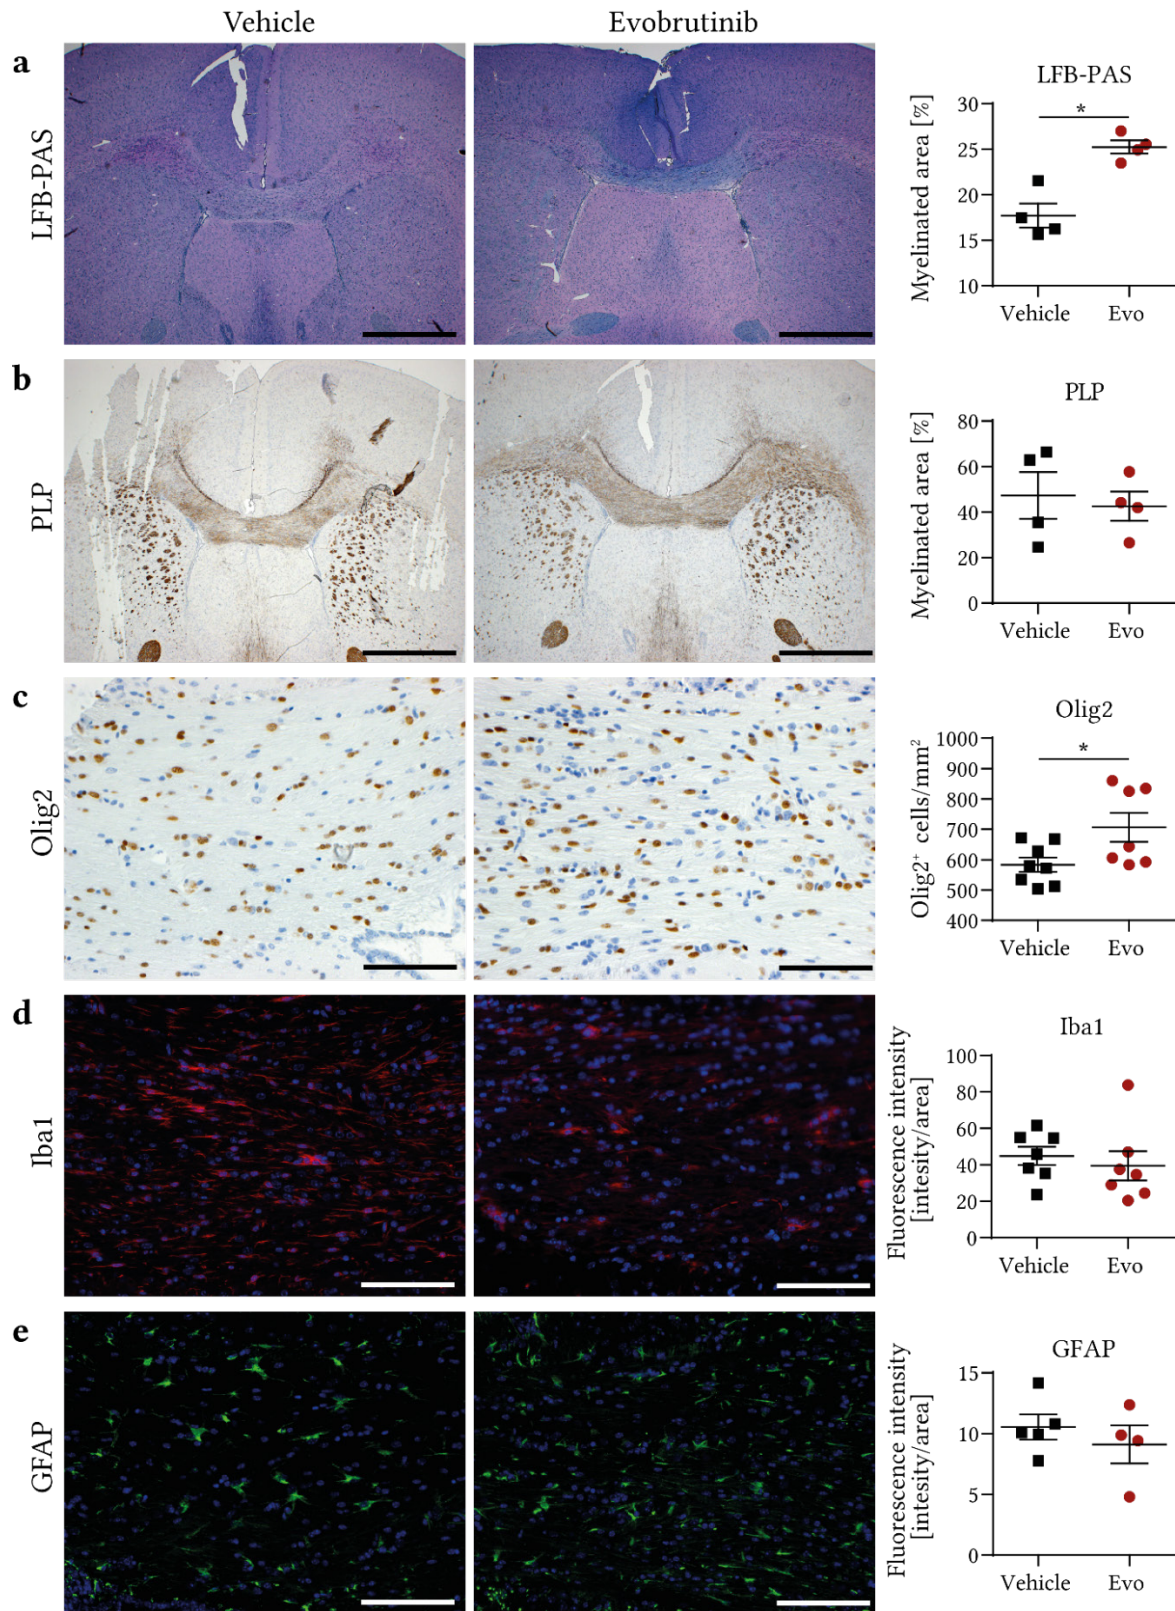 Vehicle
Evobrutinib
a
LFB-PAS
LFB-PAS
Myelinated area [%]
30
25
20
15
10
*
Vehicle
Evo
b
PLP
PLP
Myelinated area [%]
80
60
40
20
0
Vehicle
Evo
c
Olig2
Olig2
Olig2⁺ cells/mm²
1000
900
800
700
600
500
400
*
Vehicle
Evo
d
Iba1
Iba1
Fluorescence intensity
[intesity/area]
100
80
60
40
20
0
Vehicle
Evo
e
GFAP
GFAP
Fluorescence intensity
[intesity/area]
15
10
5
0
Vehicle
Evo